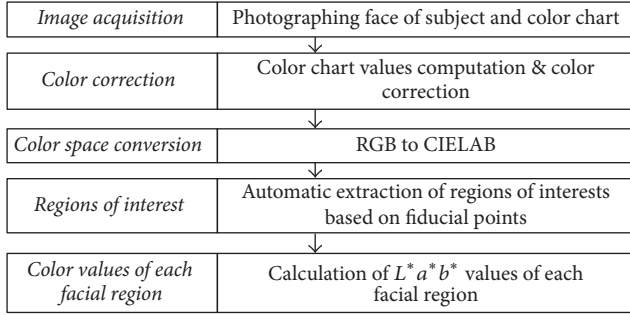 Image acquisition
Photographing face of subject and color chart
Color correction
Color chart values computation & color
correction
Color space conversion
RGB to CIELAB
Regions of interest
Automatic extraction of regions of interests
based on fiducial points
Color values of each
facial region
Calculation of L* a* b* values of each
facial region